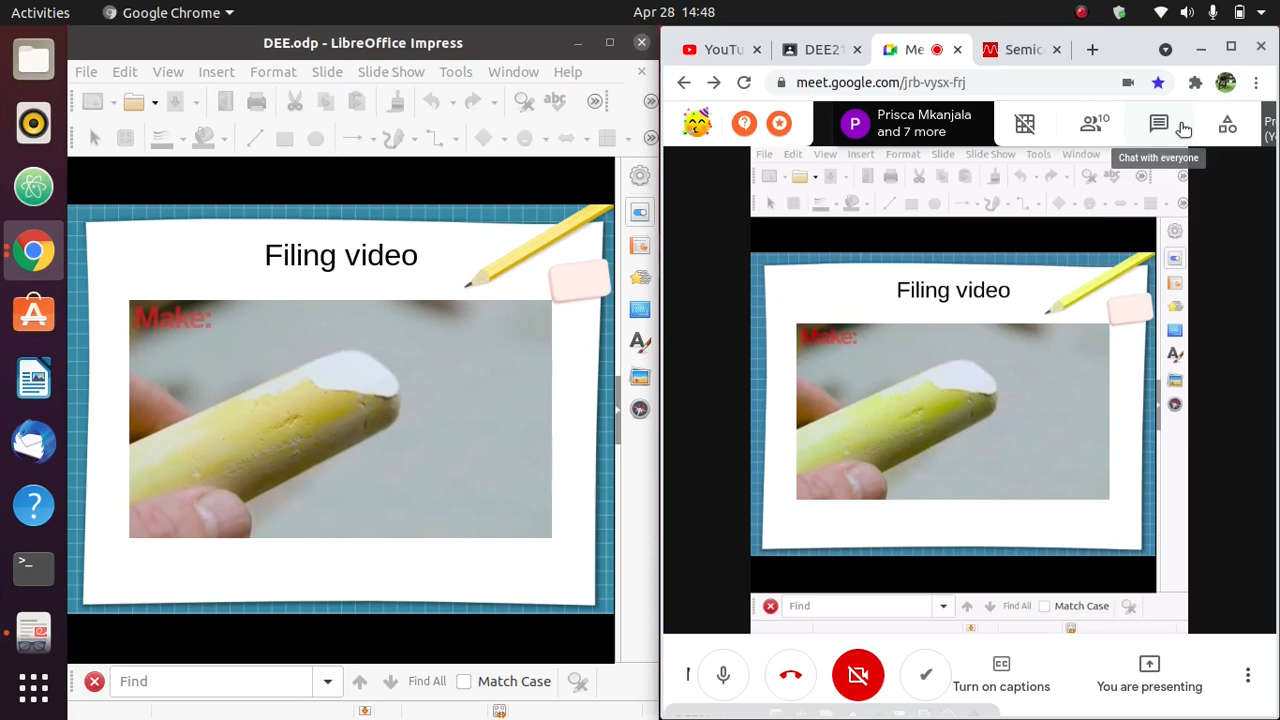 Activities
Google Chrome
Apr 28 14:48
DEE.odp - LibreOffice Impress
File Edit View Insert Format Slide Slide Show Tools Window Help
Filing video
Make:
Find
Find All
Match Case
YouTu
DEE21
Me
Semic
meet.google.com/jrb-vysx-frj
P
Prisca Mkanjala
and 7 more
10
Chat with everyone
File Edit View Insert Format Slide Slide Show Tools Window
Filing video
Make:
Find
Find All
Match Case
Turn on captions
You are presenting